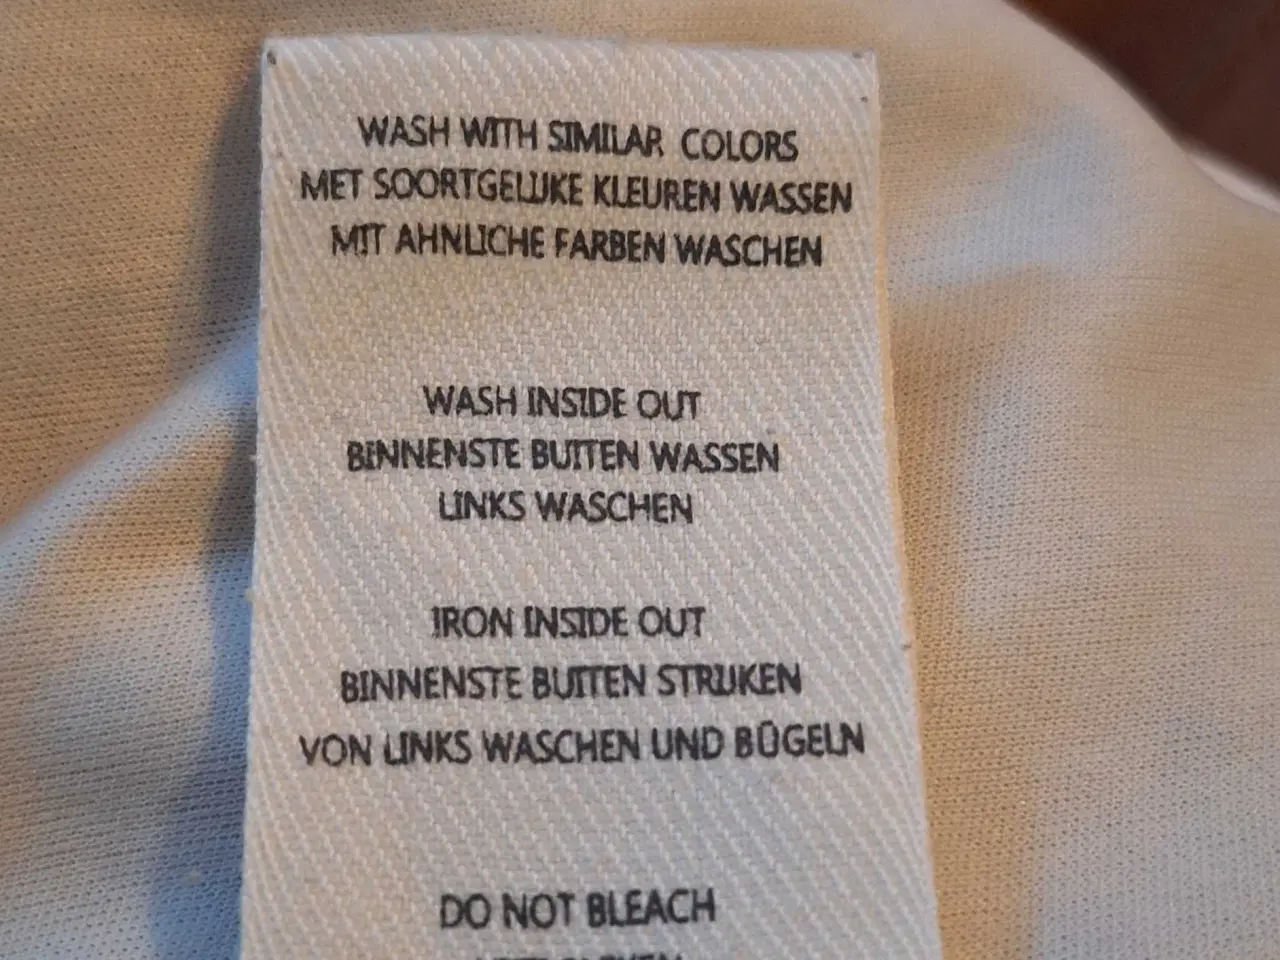 WASH WITH SIMILAR COLORS
MET SOORTGELIJKE KLEUREN WASSEN
MIT AHNLICHE FARBEN WASCHEN
WASH INSIDE OUT
BINNENSTE BUITEN WASSEN
LINKS WASCHEN
IRON INSIDE OUT
BINNENSTE BUITEN STRIJKEN
VON LINKS WASCHEN UND BÜGELN
DO NOT BLEACH